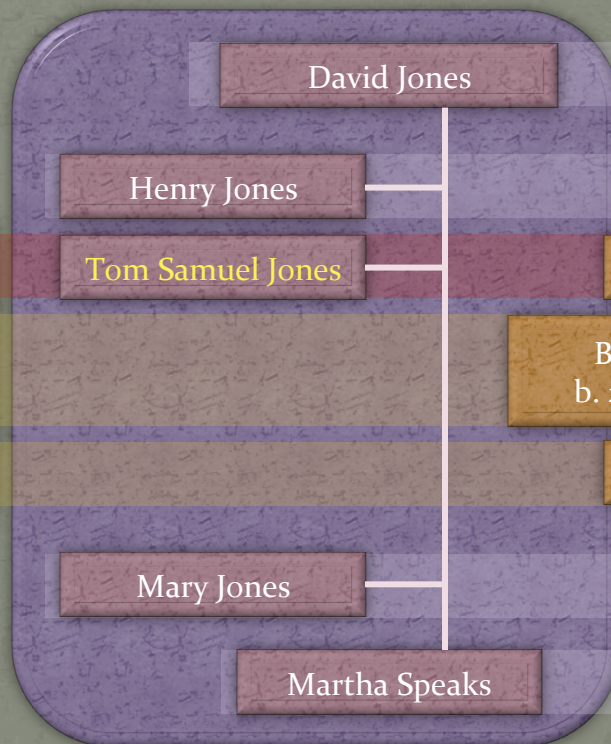 David Jones
Henry Jones
Tom Samuel Jones
B
b.
Mary Jones
Martha Speaks